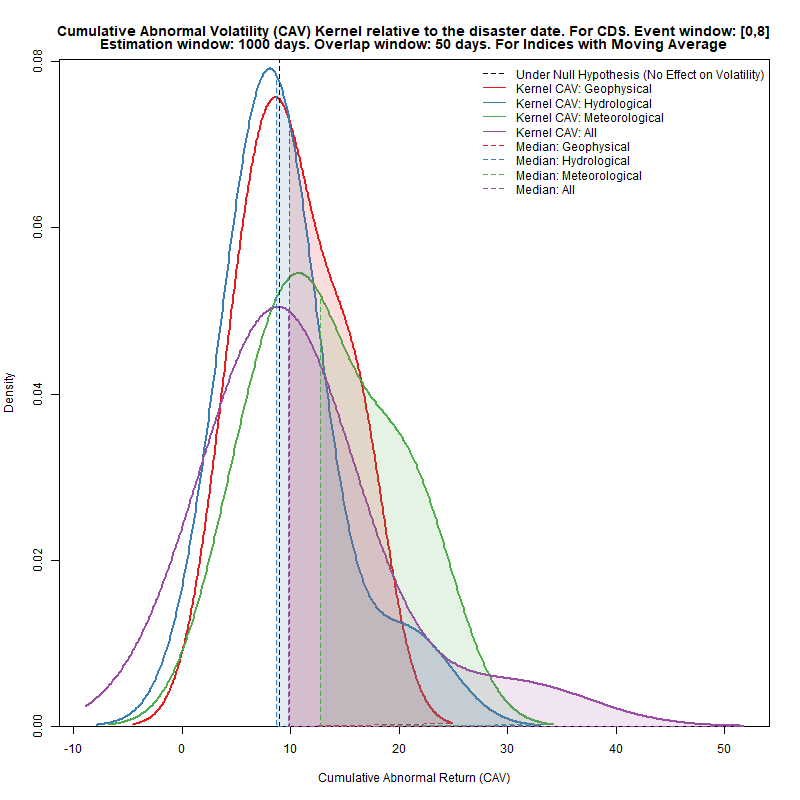 Cumulative Abnormal Volatility (CAV) Kernel relative to the disaster date. For CDS. Event window: [0,8]
Estimation window: 1000 days. Overlap window: 50 days. For Indices with Moving Average
Under Null Hypothesis (No Effect on Volatility)
Kernel CAV: Geophysical
Kernel CAV: Hydrological
Kernel CAV: Meteorological
Kernel CAV: All
Median: Geophysical
Median: Hydrological
Median: Meteorological
Median: All
Density
0.08
0.06
0.04
0.02
0.00
-10 0 10 20 30 40 50
Cumulative Abnormal Return (CAV)